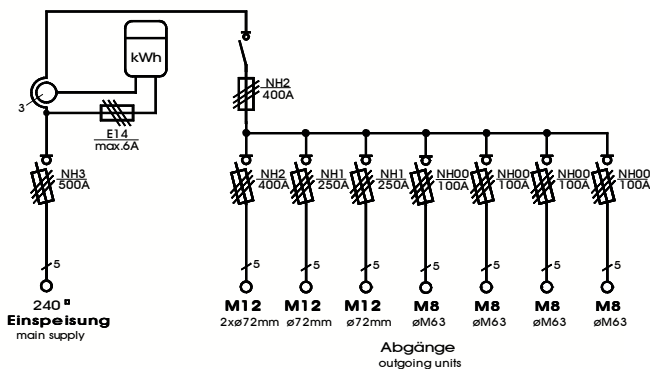 kWh
NH2
400A
3
E14
max.6A
NH3
500A
NH2
400A
NH1
250A
NH1
250A
NH00
100A
NH00
100A
NH00
100A
NH00
100A
5
5
5
5
5
5
5
5
240
Einspeisung
main supply
M12
2xø72mm
M12
ø72mm
M12
ø72mm
M8
øM63
M8
øM63
M8
øM63
M8
øM63
Abgänge
outgoing units